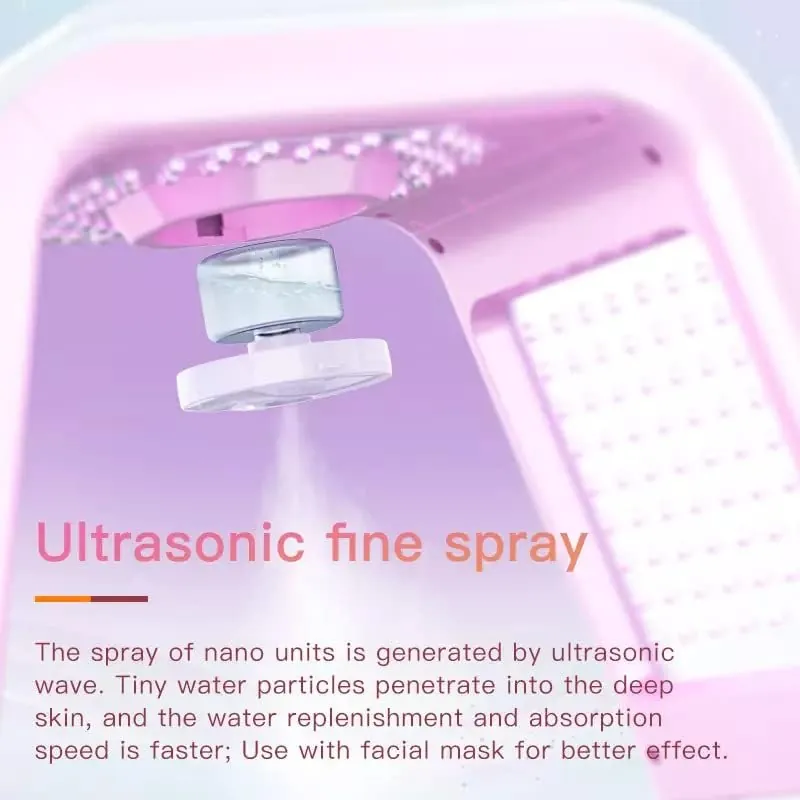 Ultrasonic fine spray
The spray of nano units is generated by ultrasonic
wave. Tiny water particles penetrate into the deep
skin, and the water replenishment and absorption
speed is faster; Use with facial mask for better effect.